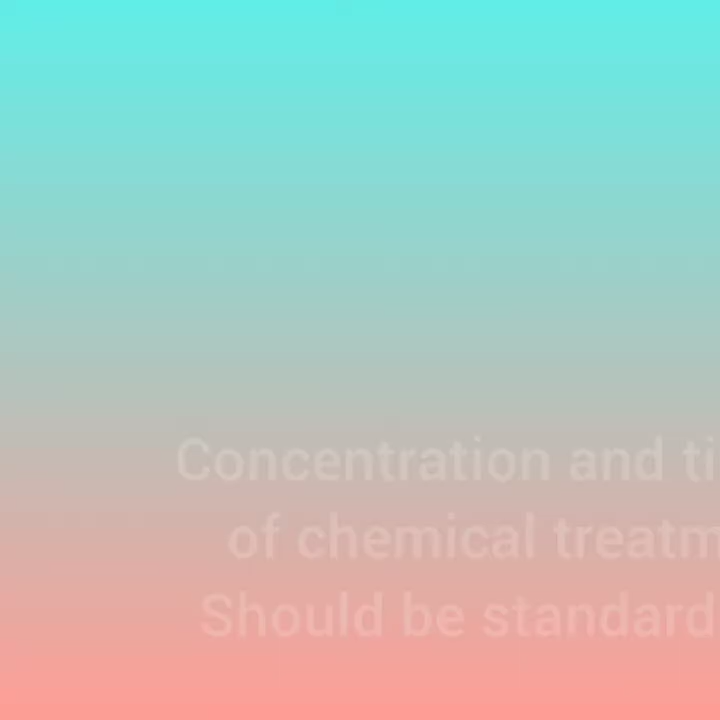 Concentration and ti
of chemical treatm
Should be standard